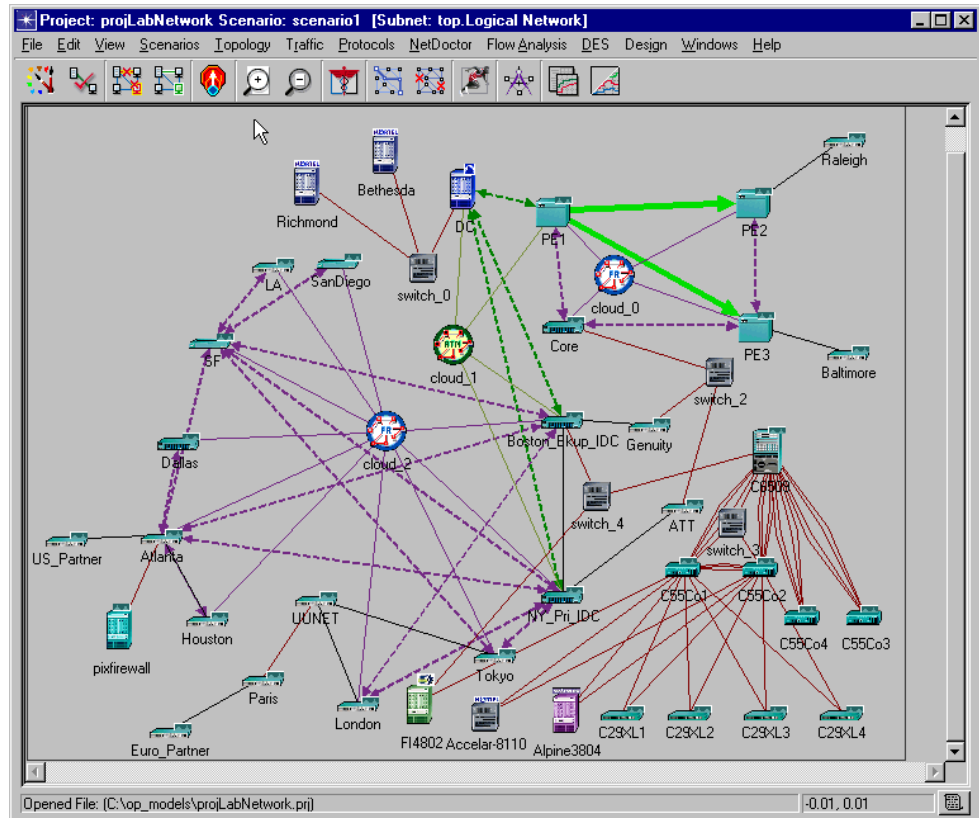 Project: projLabNetwork Scenario: scenario1 [Subnet: top.Logical Network]
File Edit View Scenarios Topology Traffic Protocols NetDoctor Flow Analysis DES Design Windows Help
Raleigh
Bethesda
Richmond
DC
PE1
PE2
LA
SanDiego
switch_0
FR
cloud_0
Core
PE3
Baltimore
SF
ATN
cloud_1
switch_2
FR
cloud_2
Boston_Bkup_IDC
Genuity
Dallas
C6509
switch_4
ATT
switch_3
US_Partner
Atlanta
C55Co1
C55Co2
pixfirewall
Houston
UUNET
NY_Pri_IDC
C55Co4
C55Co3
Tokyo
Paris
London
Euro_Partner
FI4802
Accelar-8110
Alpine3804
C29XL1
C29XL2
C29XL3
C29XL4
Opened File: (C:\op_models\projLabNetwork.prj)
-0.01, 0.01